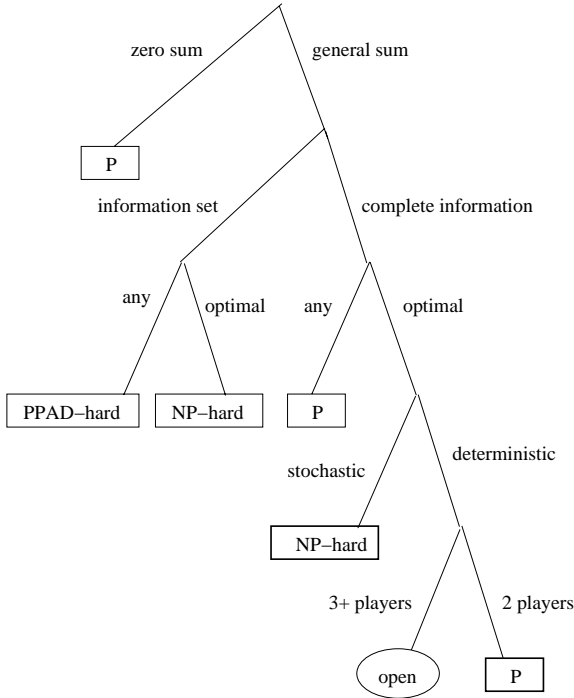 zero sum
general sum
P
information set
complete information
any
optimal
any
optimal
PPAD−hard
NP−hard
P
stochastic
deterministic
NP−hard
3+ players
2 players
open
P